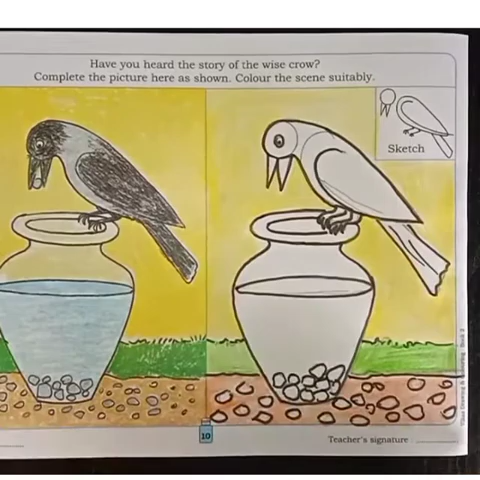 Have you heard the story of the wise crow?
Complete the picture here as shown. Colour the scene suitably.
Sketch
10
Teacher's signature